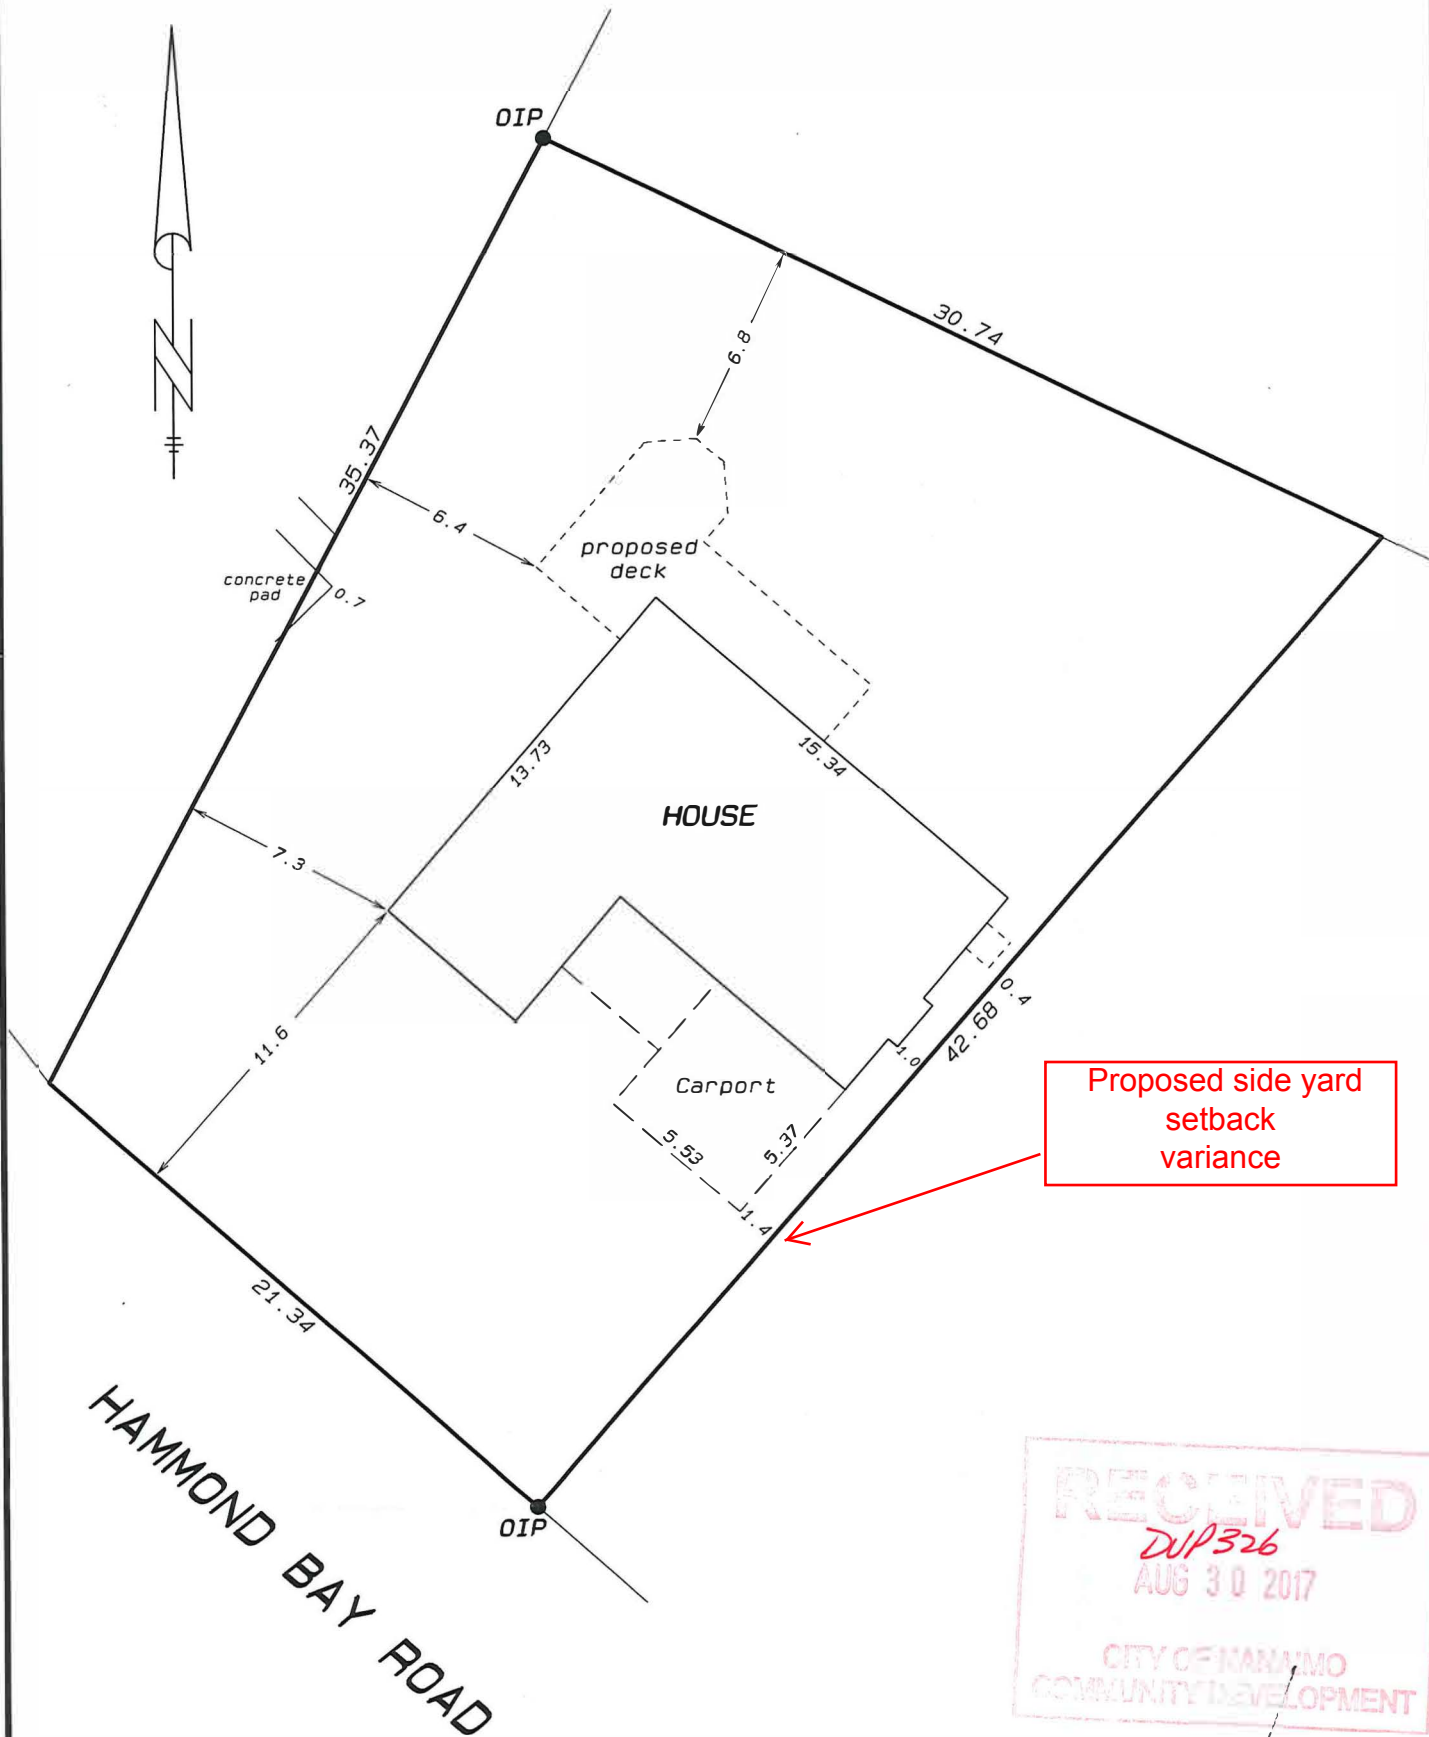 OIP
30.74
6.8
35.37
6.4
proposed
deck
concrete
pad
0.7
15.34
13.73
HOUSE
7.3
0.4
42.68
1.0
11.6
Carport
Proposed side yard
setback
variance
5.53
5.37
1.4
21.34
OIP
HAMMOND BAY ROAD
N
RECEIVED
DVP326
AUG 30 2017
CITY OF NANAIMO
COMMUNITY DEVELOPMENT